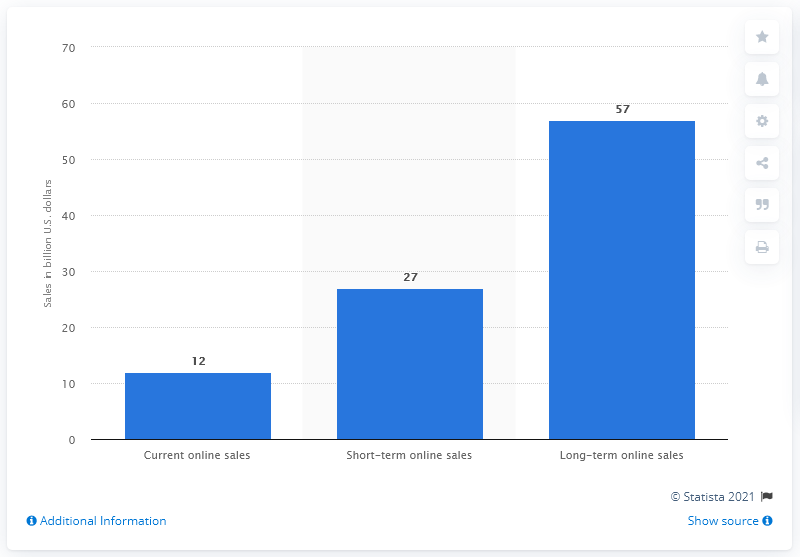 70
60
50
40
30
20
10
0
Sales in billion U.S. dollars
12
27
57
Current online sales
Short-term online sales
Long-term online sales
© Statista 2021
Additional Information
Show source